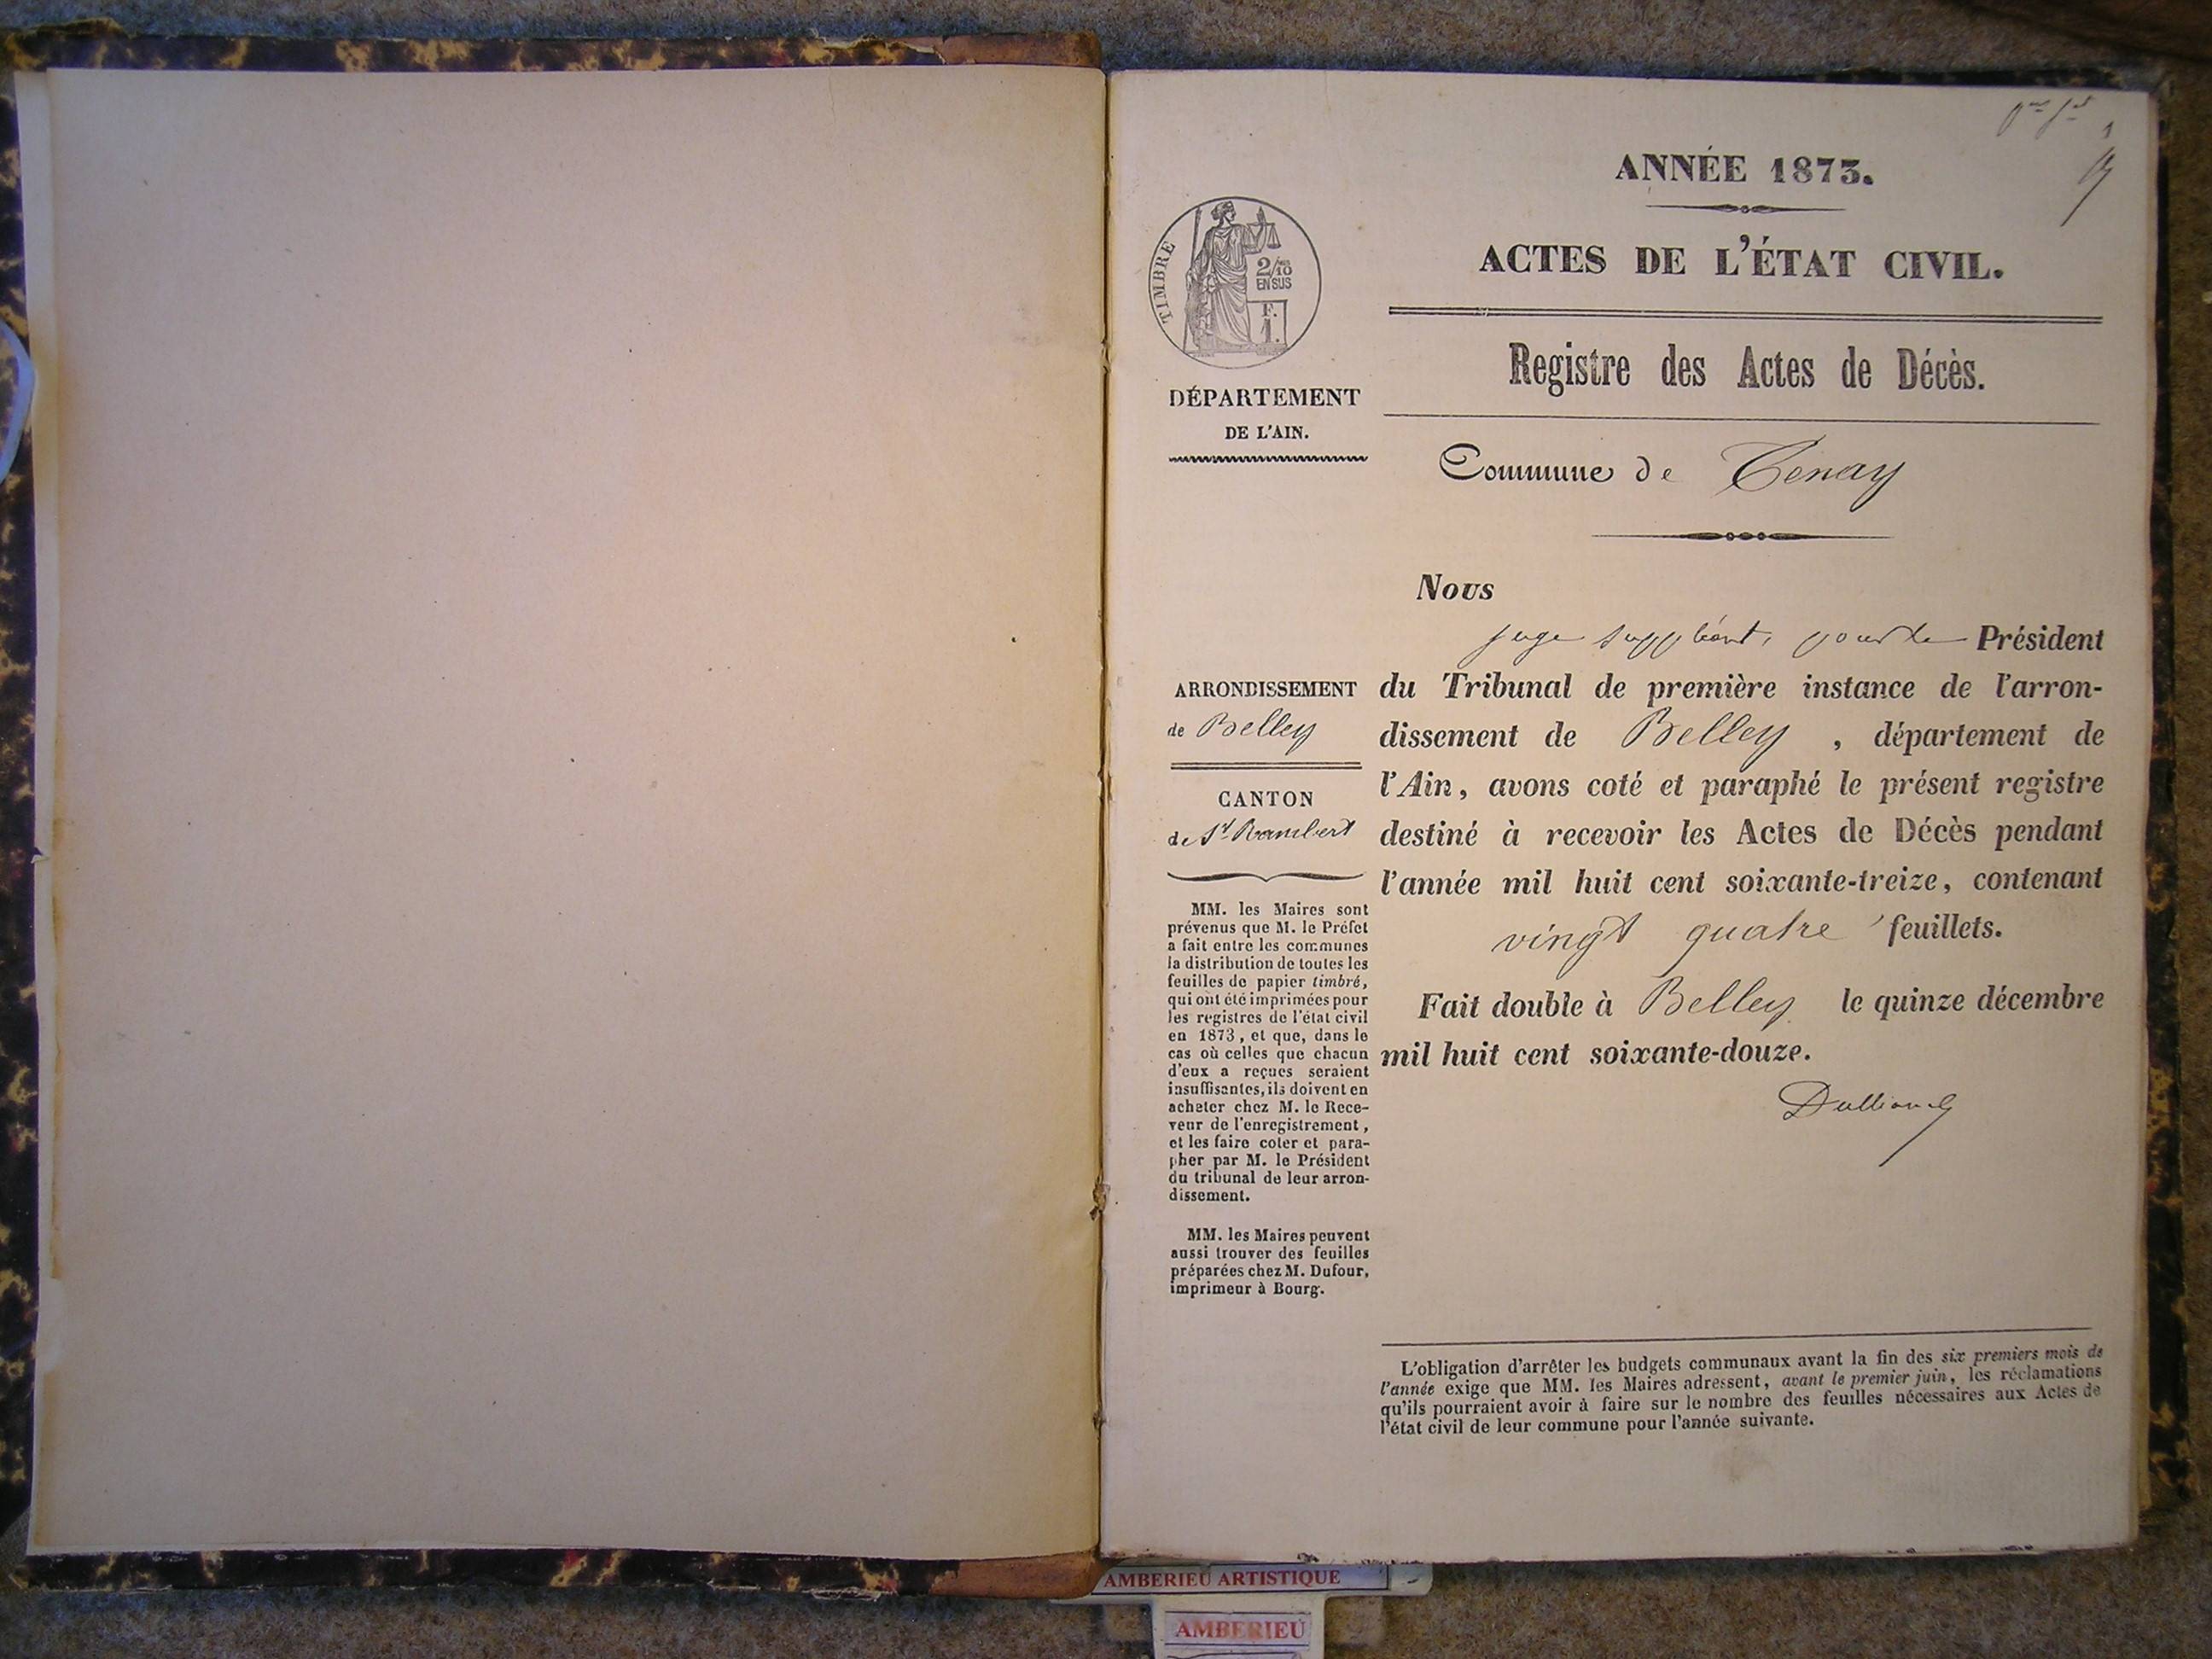 1
ANNÉE 1873.
ACTES DE L'ÉTAT CIVIL.
Registre des Actes de Décès.
Commune de Tenay
TIMBRE
2/10
EN SUS
F.
1.
DÉPARTEMENT
DE L'AIN.
ARRONDISSEMENT
de Belley
CANTON
de St Rambert
MM. les Maires sont
prévenus que M. le Préfet
a fait entre les communes
la distribution de toutes les
feuilles de papier timbré,
qui ont été imprimées pour
les registres de l'état civil
en 1873, et que, dans le
cas où celles que chacun
d'eux a reçues seraient
insuffisantes, ils doivent en
acheter chez M. le Rece-
veur de l'enregistrement,
et les faire coter et para-
pher par M. le Président
du tribunal de leur arron-
dissement.
MM. les Maires peuvent
aussi trouver des feuilles
préparées chez M. Dufour,
imprimeur à Bourg.
Nous
juge suppléant, pour le Président
du Tribunal de première instance de l'arron-
dissement de Belley, département de
l'Ain, avons coté et paraphé le présent registre
destiné à recevoir les Actes de Décès pendant
l'année mil huit cent soixante-treize, contenant
vingt quatre feuillets.
Fait double à Belley le quinze décembre
mil huit cent soixante-douze.
L'obligation d'arrêter les budgets communaux avant la fin des six premiers mois de
l'année exige que MM. les Maires adressent, avant le premier juin, les réclamations
qu'ils pourraient avoir à faire sur le nombre des feuilles nécessaires aux Actes de
l'état civil de leur commune pour l'année suivante.
AMBERIEU ARTISTIQUE
AMBERIEU